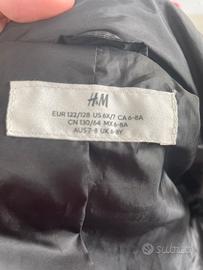 H&M
EUR 122/128 US 6X/7 CA 6-8A
CN 130/64 MX 6-8A
AUS 7-8 UK 6-8Y
subito